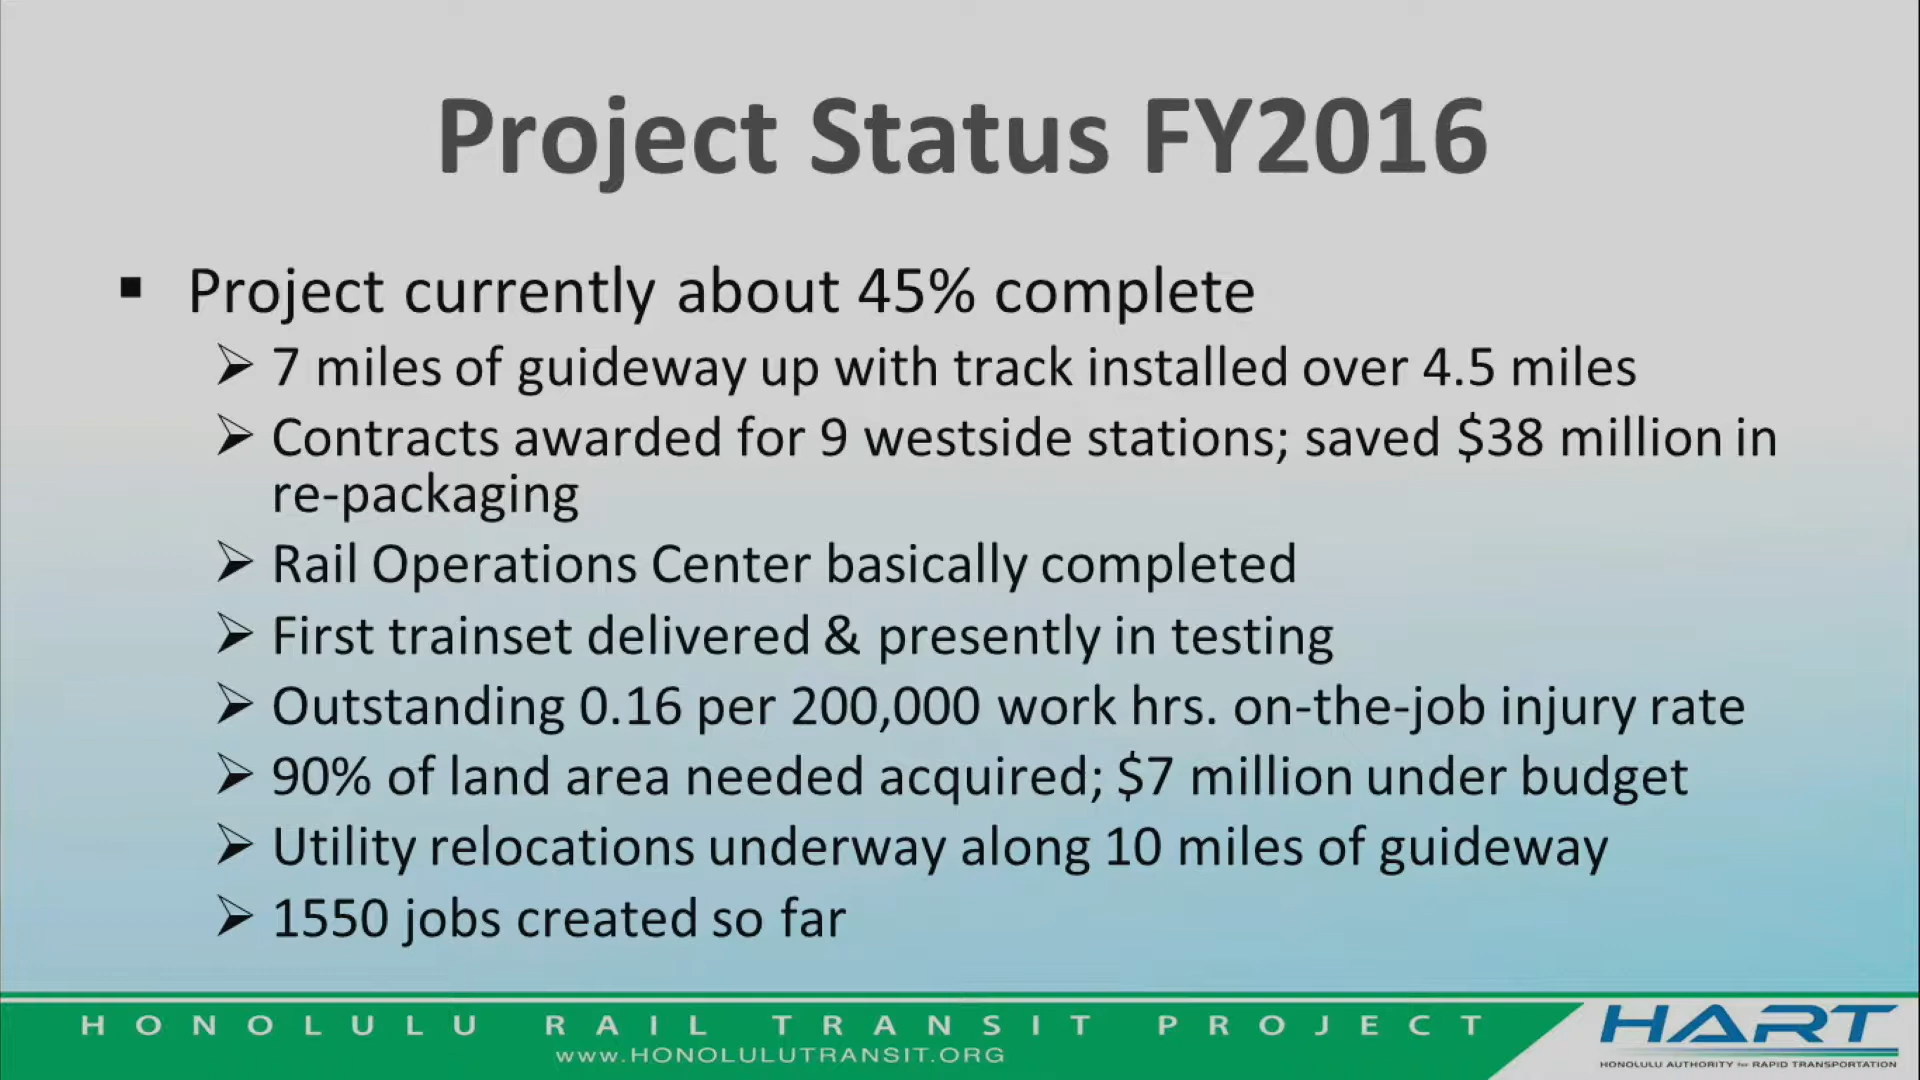 Project Status FY2016
▪ Project currently about 45% complete
➢ 7 miles of guideway up with track installed over 4.5 miles
➢ Contracts awarded for 9 westside stations; saved $38 million in
re-packaging
➢ Rail Operations Center basically completed
➢ First trainset delivered & presently in testing
➢ Outstanding 0.16 per 200,000 work hrs. on-the-job injury rate
➢ 90% of land area needed acquired; $7 million under budget
➢ Utility relocations underway along 10 miles of guideway
➢ 1550 jobs created so far
HONOLULU RAIL TRANSIT PROJECT
www.HONOLULUTRANSIT.ORG
HART
HONOLULU AUTHORITY for RAPID TRANSPORTATION